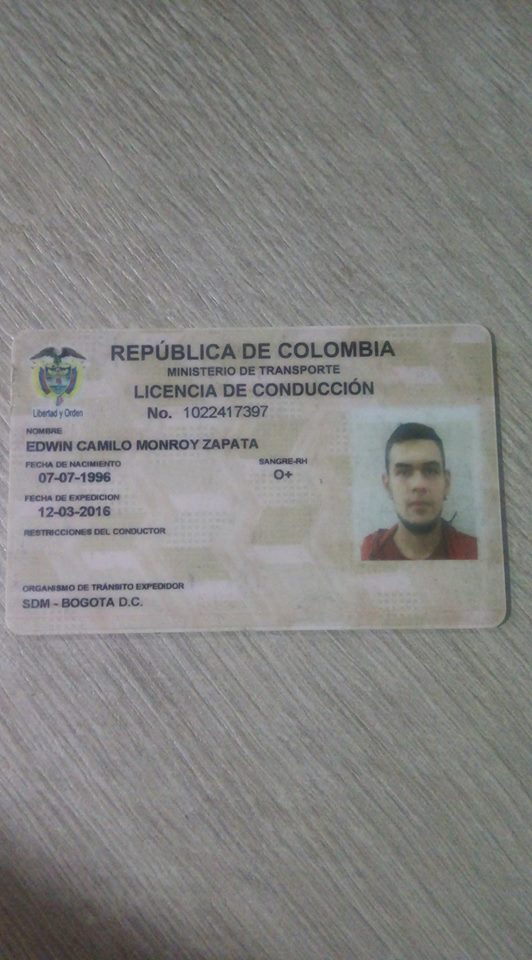 REPÚBLICA DE COLOMBIA
MINISTERIO DE TRANSPORTE
LICENCIA DE CONDUCCIÓN
Libertad y Orden
No. 1022417397
NOMBRE
EDWIN CAMILO MONROY ZAPATA
FECHA DE NACIMIENTO SANGRE-RH
07-07-1996 O+
FECHA DE EXPEDICION
12-03-2016
RESTRICCIONES DEL CONDUCTOR
ORGANISMO DE TRÁNSITO EXPEDIDOR
SDM - BOGOTA D.C.